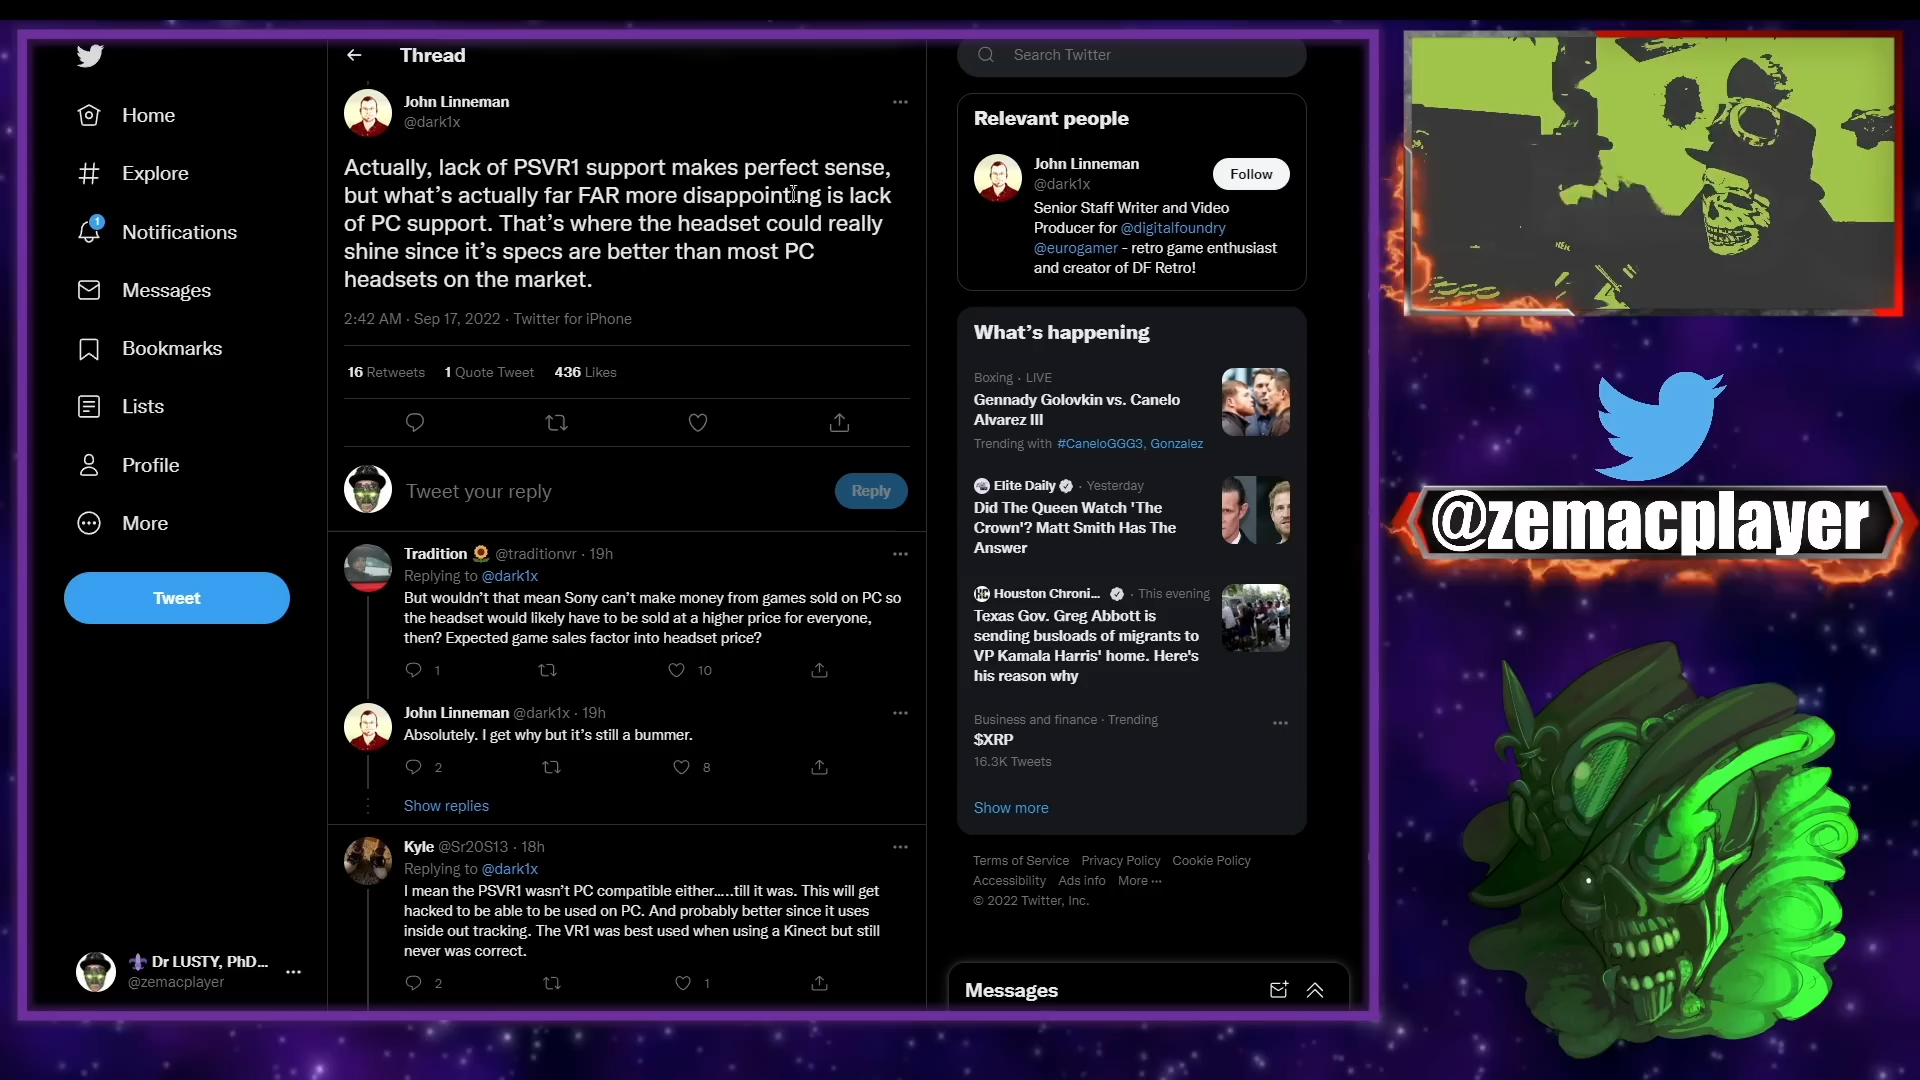 Home
Explore
1
Notifications
Messages
Bookmarks
Lists
Profile
More
Tweet
Dr LUSTY, PhD...
@zemacplayer
Thread
John Linneman
@dark1x
Actually, lack of PSVR1 support makes perfect sense,
but what's actually far FAR more disappointing is lack
of PC support. That's where the headset could really
shine since it's specs are better than most PC
headsets on the market.
2:42 AM · Sep 17, 2022 · Twitter for iPhone
16 Retweets 1 Quote Tweet 436 Likes
Tweet your reply
Reply
Tradition @traditionvr · 19h
Replying to @dark1x
But wouldn't that mean Sony can't make money from games sold on PC so
the headset would likely have to be sold at a higher price for everyone,
then? Expected game sales factor into headset price?
1 10
John Linneman @dark1x · 19h
Absolutely. I get why but it's still a bummer.
2 8
Show replies
Kyle @Sr20S13 · 18h
Replying to @dark1x
I mean the PSVR1 wasn't PC compatible either.....till it was. This will get
hacked to be able to be used on PC. And probably better since it uses
inside out tracking. The VR1 was best used when using a Kinect but still
never was correct.
2 1
Search Twitter
Relevant people
John Linneman
@dark1x
Follow
Senior Staff Writer and Video
Producer for @digitalfoundry
@eurogamer - retro game enthusiast
and creator of DF Retro!
What's happening
Boxing · LIVE
Gennady Golovkin vs. Canelo
Alvarez III
Trending with #CaneloGGG3, Gonzalez
Elite Daily · Yesterday
Did The Queen Watch 'The
Crown'? Matt Smith Has The
Answer
Houston Chroni... · This evening
Texas Gov. Greg Abbott is
sending busloads of migrants to
VP Kamala Harris' home. Here's
his reason why
Business and finance · Trending
$XRP
16.3K Tweets
Show more
Terms of Service Privacy Policy Cookie Policy
Accessibility Ads info More ...
© 2022 Twitter, Inc.
Messages
@zemacplayer